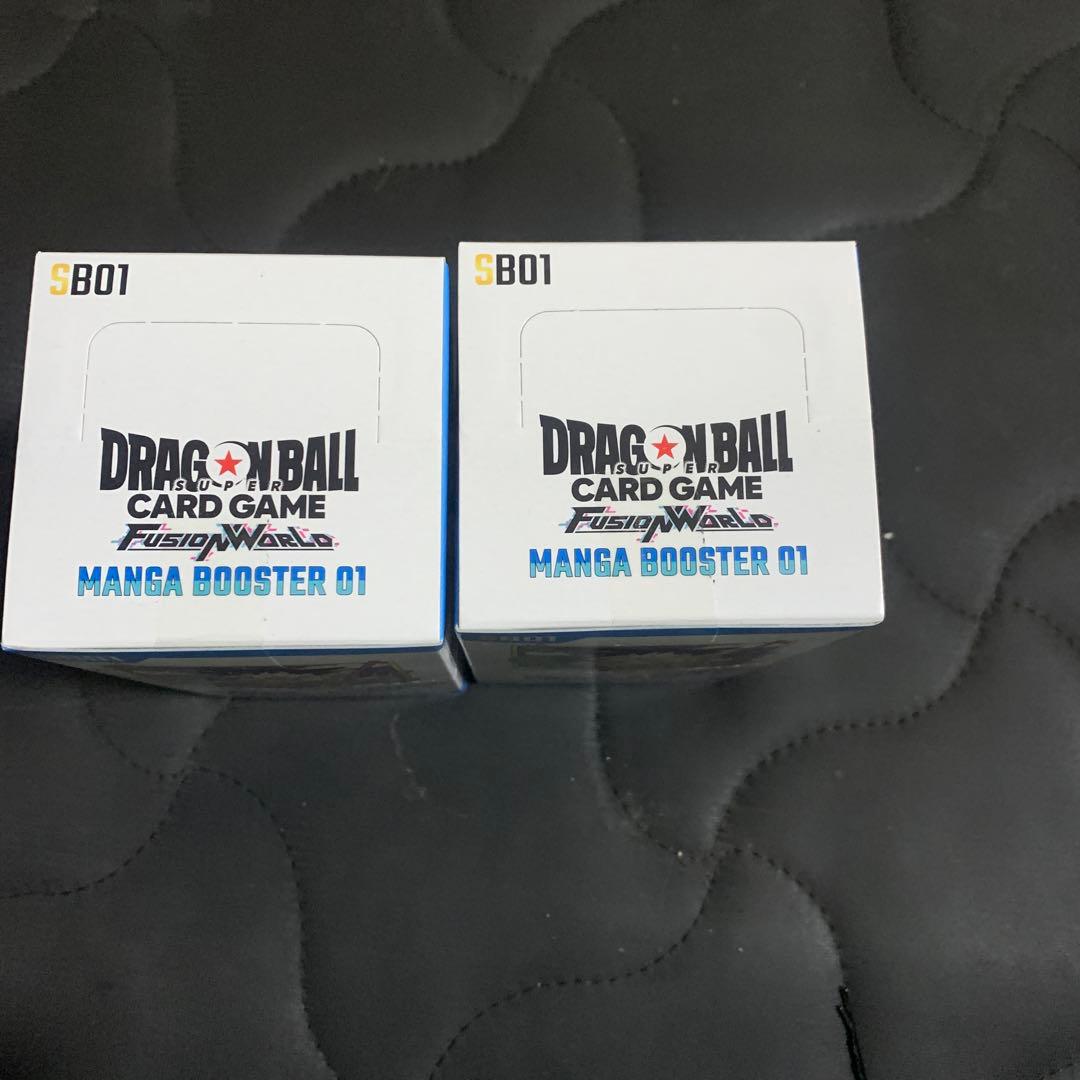 SB01
DRAGON BALL
SUPER
CARD GAME
FUSION WORLD
MANGA BOOSTER 01
SB01
DRAGON BALL
SUPER
CARD GAME
FUSION WORLD
MANGA BOOSTER 01
SB01